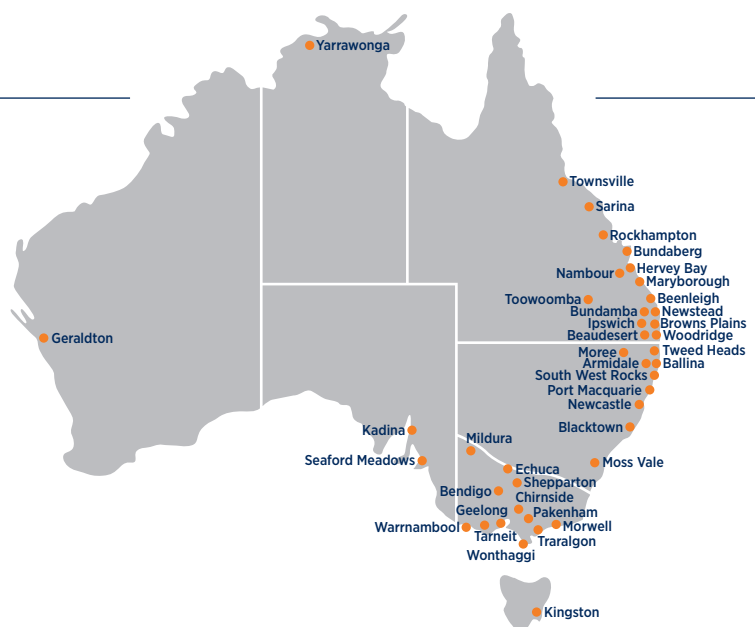 Yarrawonga
Townsville
Sarina
Rockhampton
Bundaberg
Hervey Bay
Nambour
Maryborough
Toowoomba
Beenleigh
Bundamba
Newstead
Ipswich
Browns Plains
Beaudesert
Woodridge
Geraldton
Moree
Tweed Heads
Armidale
Ballina
South West Rocks
Port Macquarie
Newcastle
Blacktown
Kadina
Mildura
Seaford Meadows
Moss Vale
Echuca
Shepparton
Bendigo
Chirnside
Geelong
Pakenham
Warrnambool
Morwell
Tarneit
Traralgon
Wonthaggi
Kingston